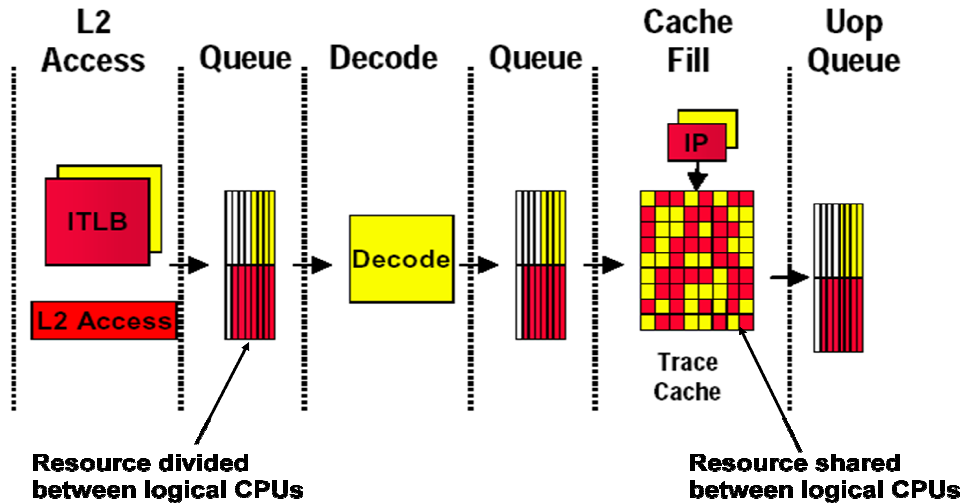 L2
Access
Queue
Decode
Queue
Cache
Fill
Uop
Queue
ITLB
L2 Access
Decode
IP
Trace
Cache
Resource divided
between logical CPUs
Resource shared
between logical CPUs